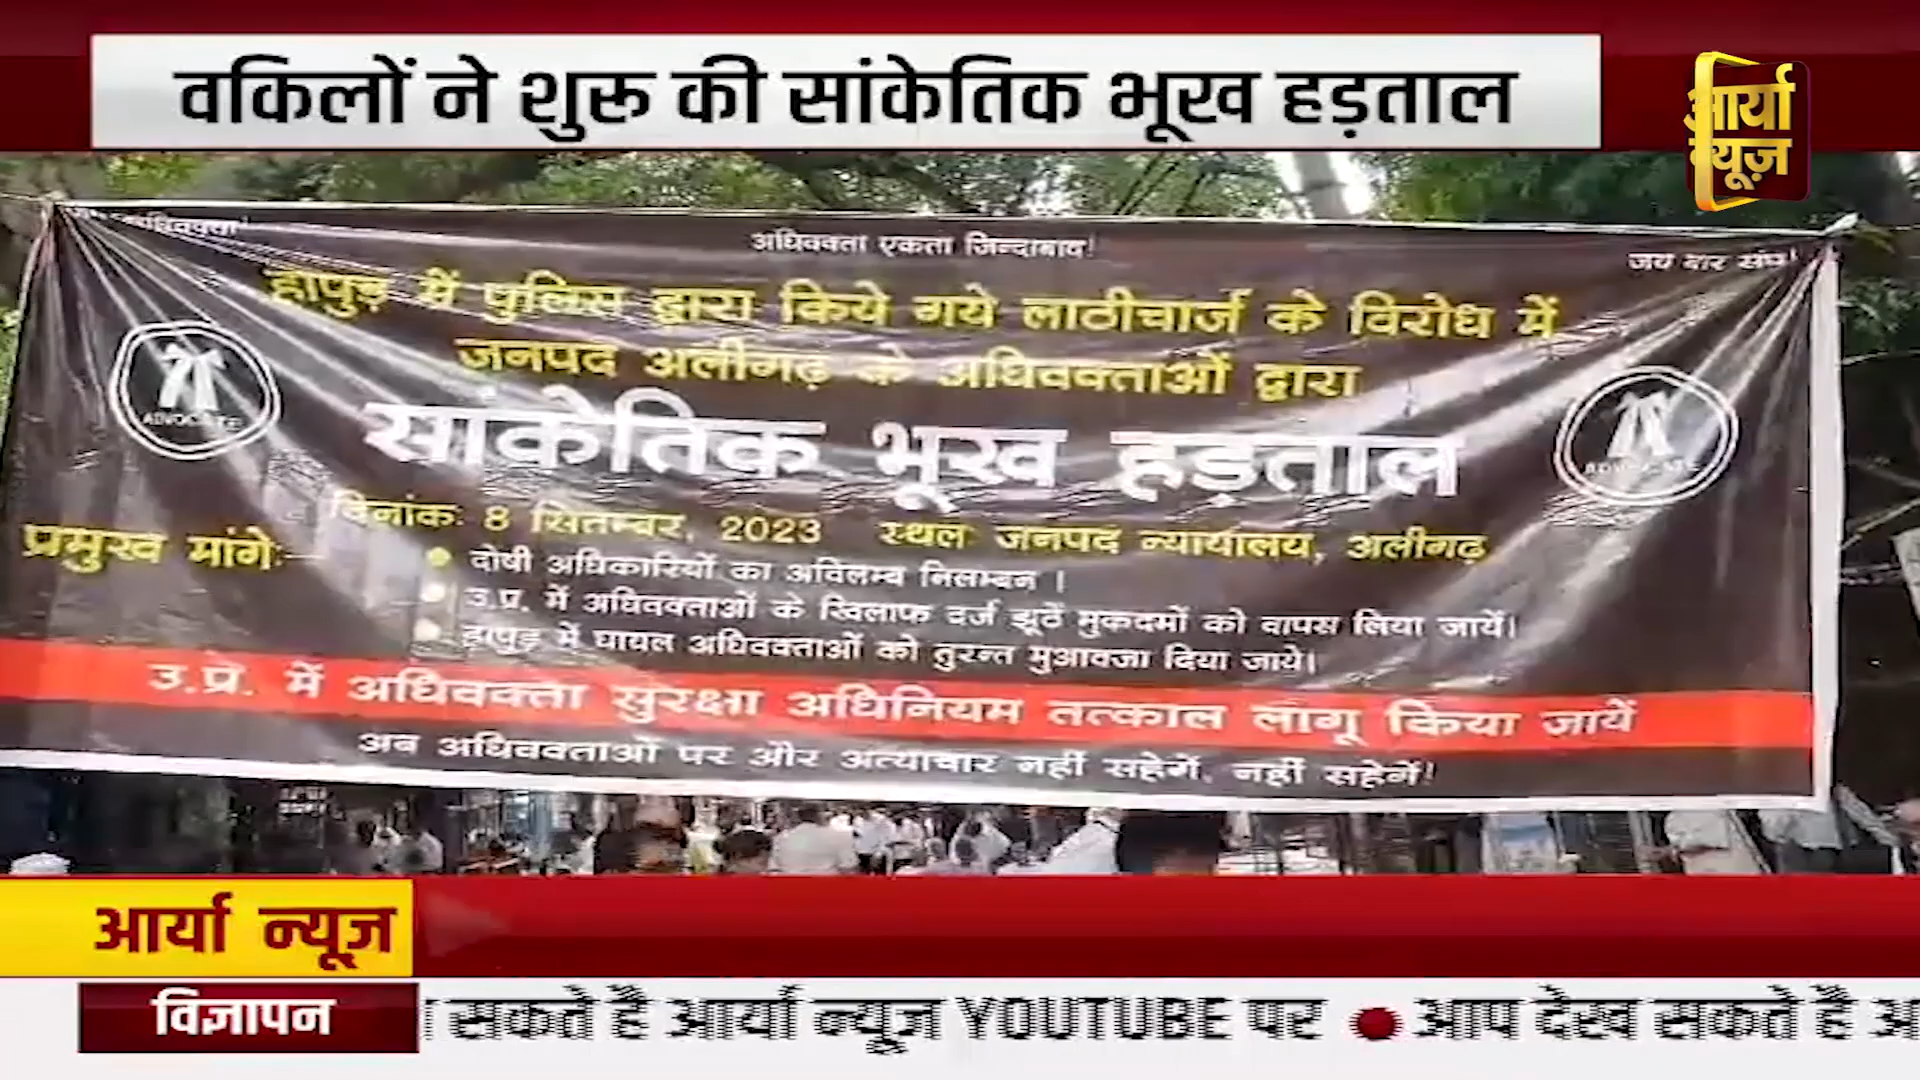 वकिलों ने शुरू की सांकेतिक भूख हड़ताल
आर्या
न्यूज़
अधिवक्ता एकता जिन्दाबाद!
जय बार संघ!
हापुड़ में पुलिस द्वारा किये गये लाठीचार्ज के विरोध में
जनपद अलीगढ़ के अधिवक्ताओं द्वारा
सांकेतिक भूख हड़ताल
ADVOCATE
ADVOCATE
दिनांकः 8 सितम्बर, 2023 स्थल जनपद न्यायालय, अलीगढ़
प्रमुख मांगेः-
दोषी अधिकारियों का अविलम्ब निलम्बन।
उ.प्र. में अधिवक्ताओं के खिलाफ दर्ज झूठें मुकदमों को वापस लिया जायें।
हापुड़ में घायल अधिवक्ताओं को तुरन्त मुआवजा दिया जाये।
उ.प्र. में अधिवक्ता सुरक्षा अधिनियम तत्काल लागू किया जायें
अब अधिवक्ताओं पर और अत्याचार नहीं सहेगें, नहीं सहेगें!
आर्या न्यूज़
विज्ञापन
सकते हैं आर्या न्यूज़ YOUTUBE पर ● आप देख सकते हैं